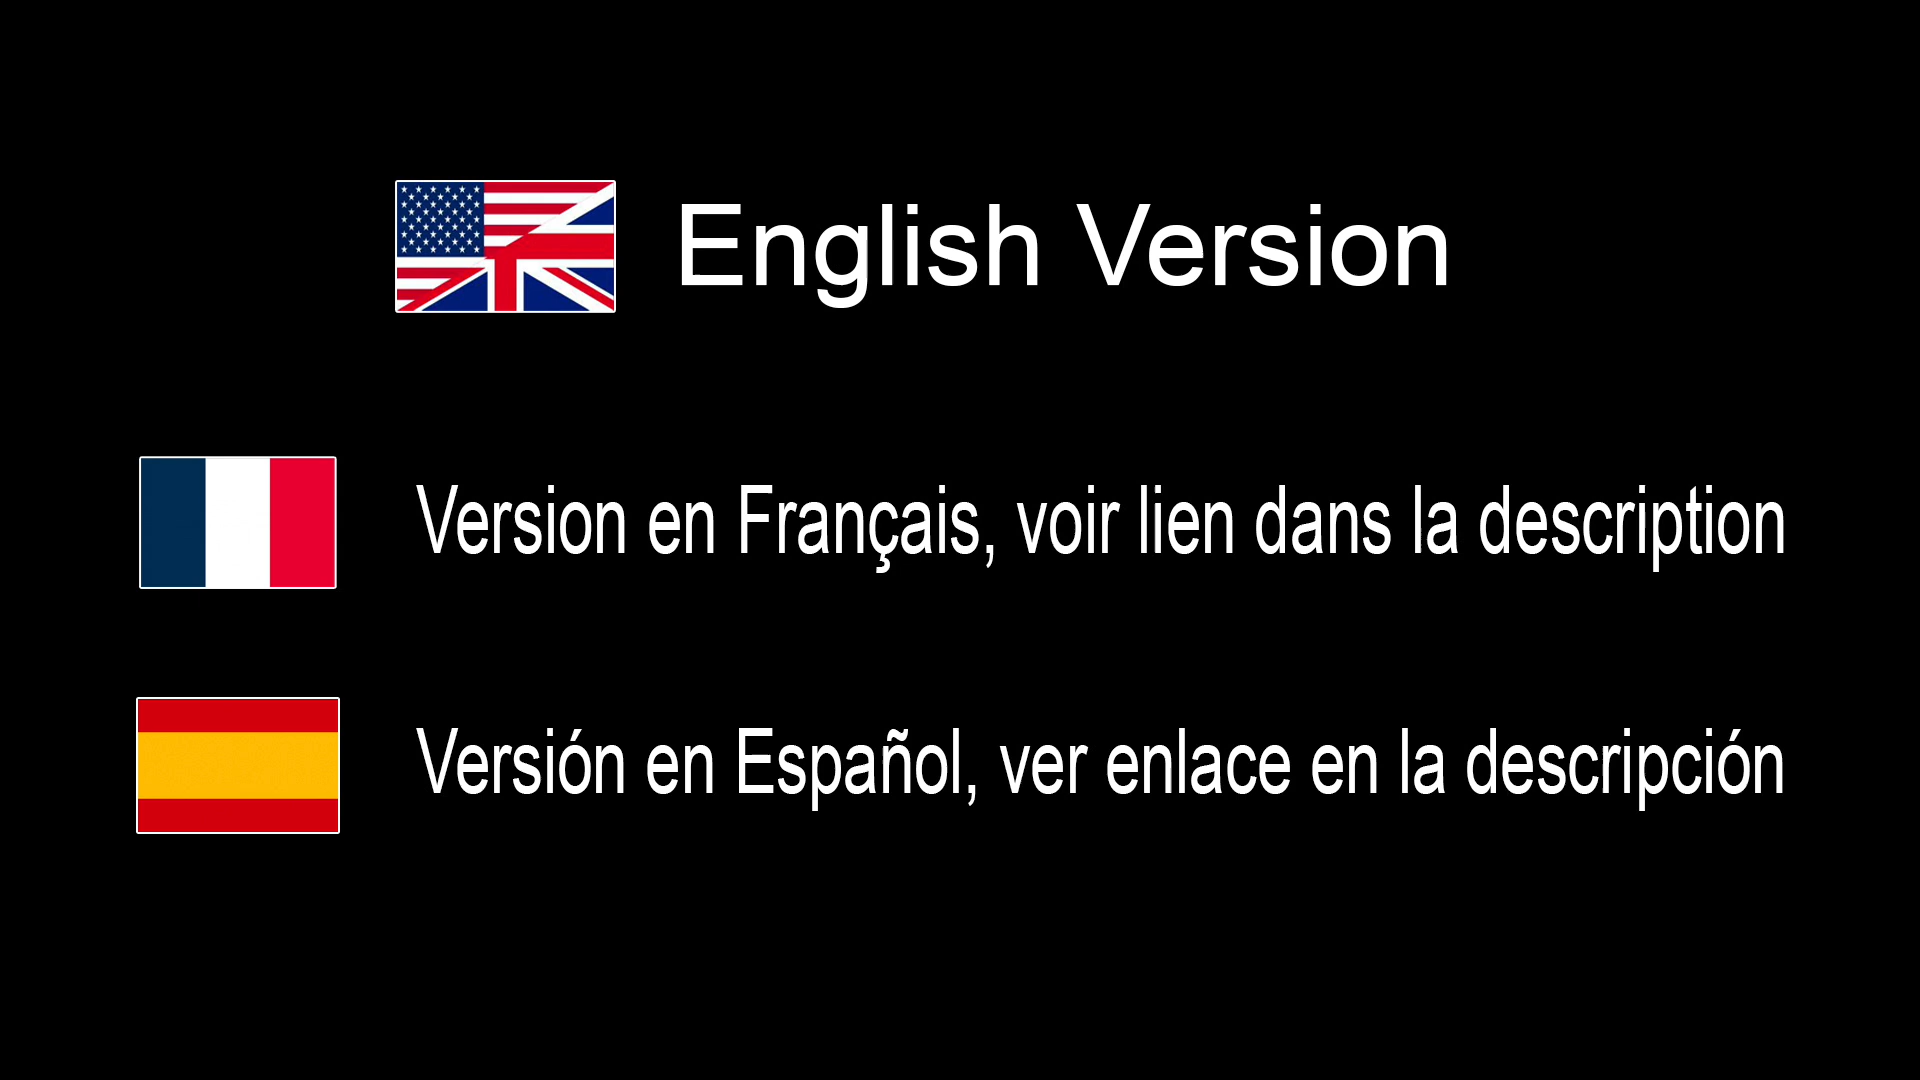 English Version
Version en Français, voir lien dans la description
Versión en Español, ver enlace en la descripción